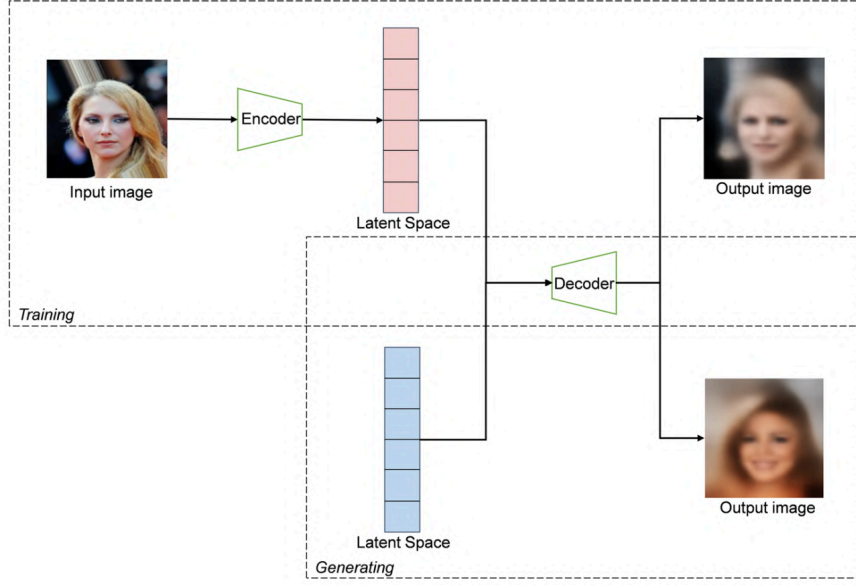 Input image
Encoder
Latent Space
Output image
Decoder
Training
Latent Space
Output image
Generating